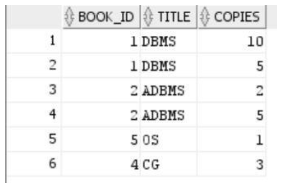 BOOK_ID TITLE COPIES
1 1 DBMS 10
2 1 DBMS 5
3 2 ADBMS 2
4 2 ADBMS 5
5 5 OS 1
6 4 CG 3